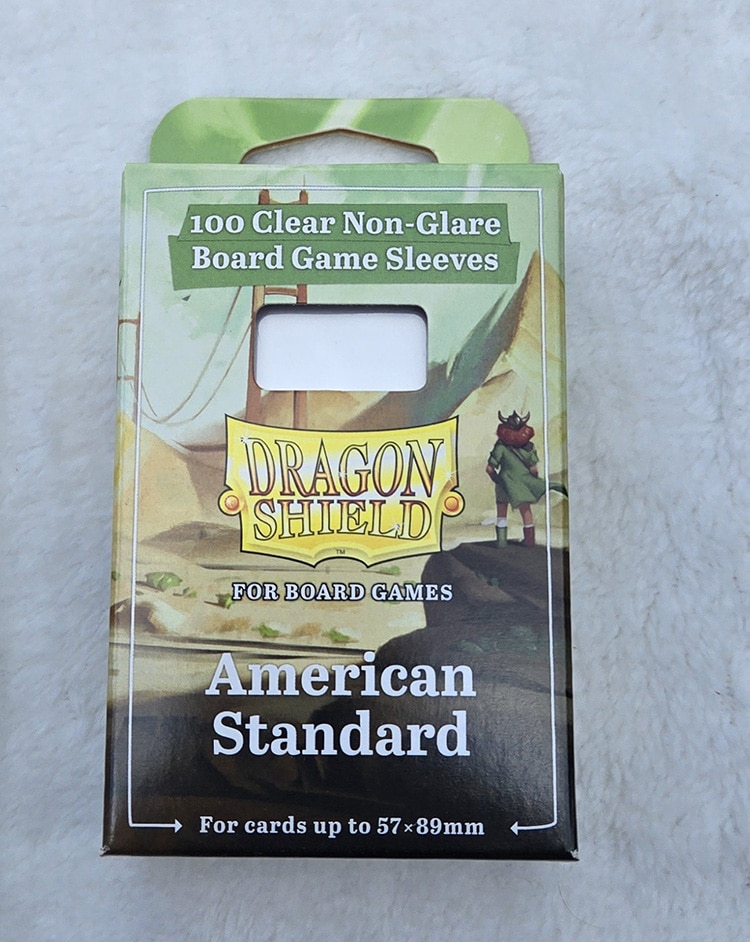 100 Clear Non-Glare
Board Game Sleeves
DRAGON
SHIELD
™
FOR BOARD GAMES
American
Standard
For cards up to 57×89mm